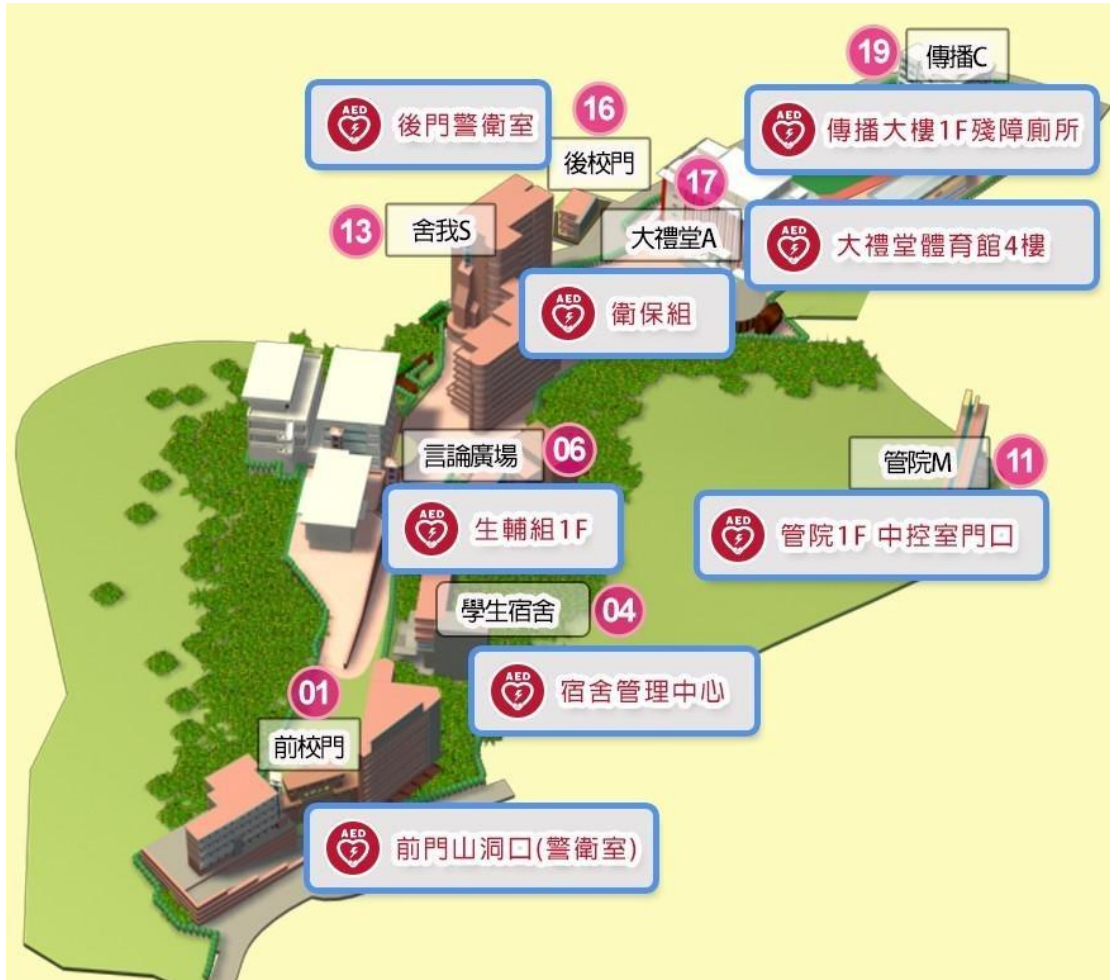 19
傳播C
AED
傳播大樓1F殘障廁所
16
後校門
AED
後門警衛室
17
大禮堂A
AED
大禮堂體育館4樓
13
舍我S
AED
衛保組
言論廣場
06
AED
生輔組1F
管院M
11
AED
管院1F 中控室門口
學生宿舍
04
AED
宿舍管理中心
01
前校門
AED
前門山洞口(警衛室)